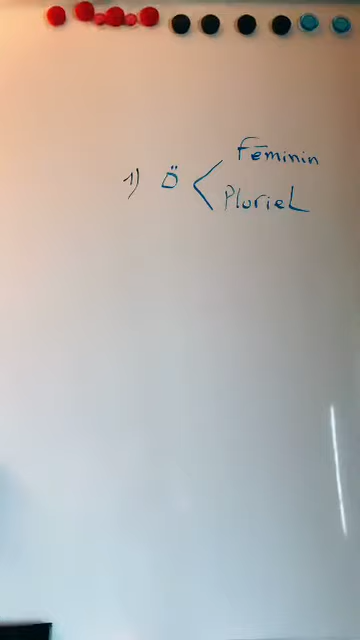 Féminin
1) Ö <
Pluriel